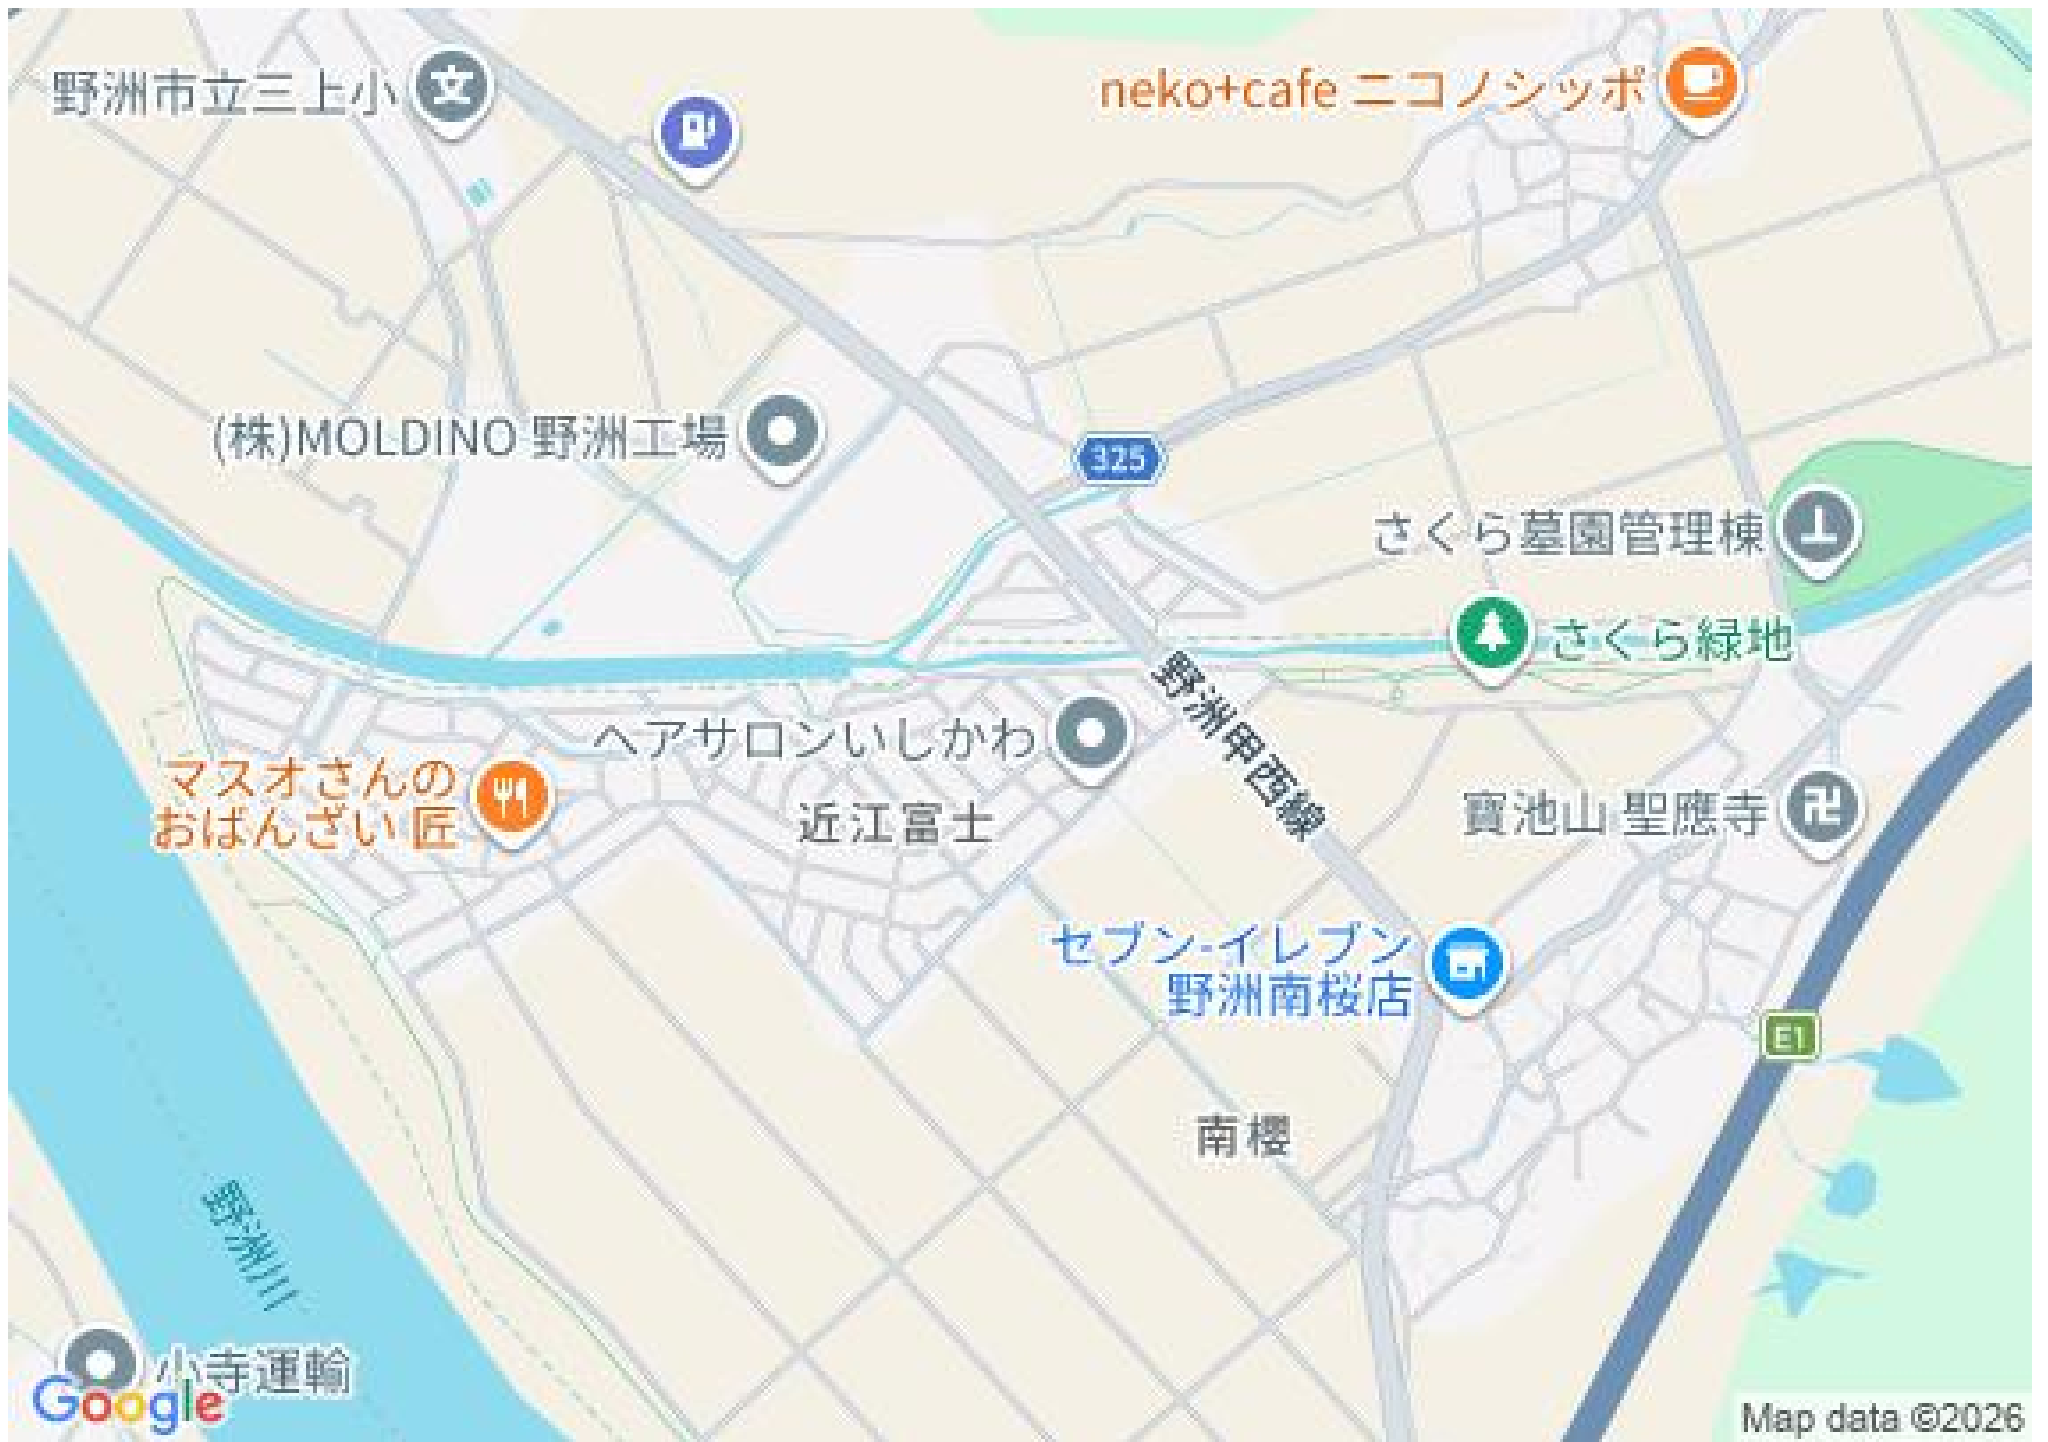 野洲市立三上小
neko+cafe ニコノシッポ
(株)MOLDINO 野洲工場
325
さくら墓園管理棟
さくら緑地
野洲甲西線
ヘアサロンいしかわ
マスオさんの
おばんざい 匠
近江富士
寶池山 聖應寺
セブン-イレブン
野洲南桜店
E1
南櫻
野洲川
小寺運輸
Google
Map data ©2026